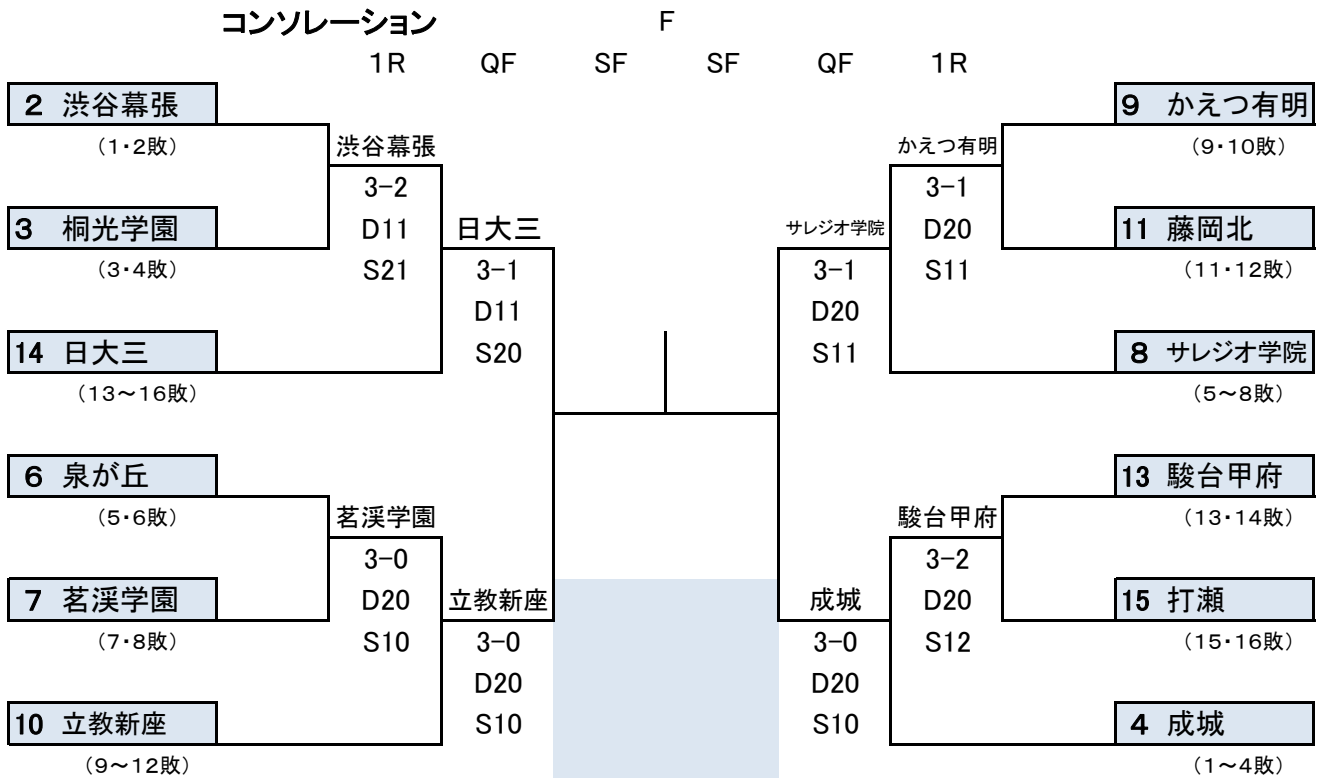 コンソレーション F
1R QF SF SF QF 1R
2 渋谷幕張 9 かえつ有明
(1・2敗) 渋谷幕張 かえつ有明 (9・10敗)
3-2 3-1
3 桐光学園 D11 日大三 サレジオ学院 D20 11 藤岡北
(3・4敗) S21 3-1 3-1 S11 (11・12敗)
D11 D20
14 日大三 S20 S11 8 サレジオ学院
(13～16敗) (5～8敗)
6 泉が丘 13 駿台甲府
(5・6敗) 茗溪学園 駿台甲府 (13・14敗)
3-0 3-2
7 茗溪学園 D20 立教新座 成城 D20 15 打瀬
(7・8敗) S10 3-0 3-0 S12 (15・16敗)
D20 D20
10 立教新座 S10 S10 4 成城
(9～12敗) (1～4敗)